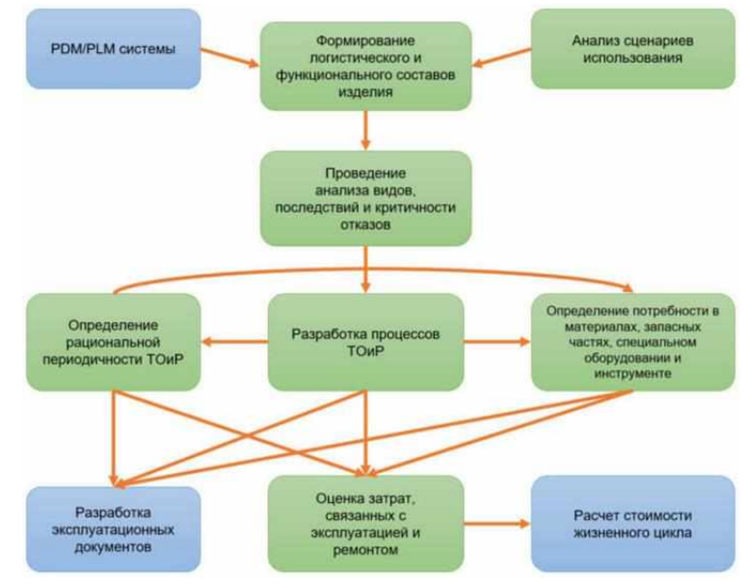 PDM/PLM системы
Формирование
логистического и
функционального составов
изделия
Анализ сценариев
использования
Проведение
анализа видов,
последствий и критичности
отказов
Определение
рациональной
периодичности ТОиР
Разработка процессов
ТОиР
Определение потребности в
материалах, запасных
частях, специальном
оборудовании и
инструменте
Разработка
эксплуатационных
документов
Оценка затрат,
связанных с
эксплуатацией и
ремонтом
Расчет стоимости
жизненного цикла